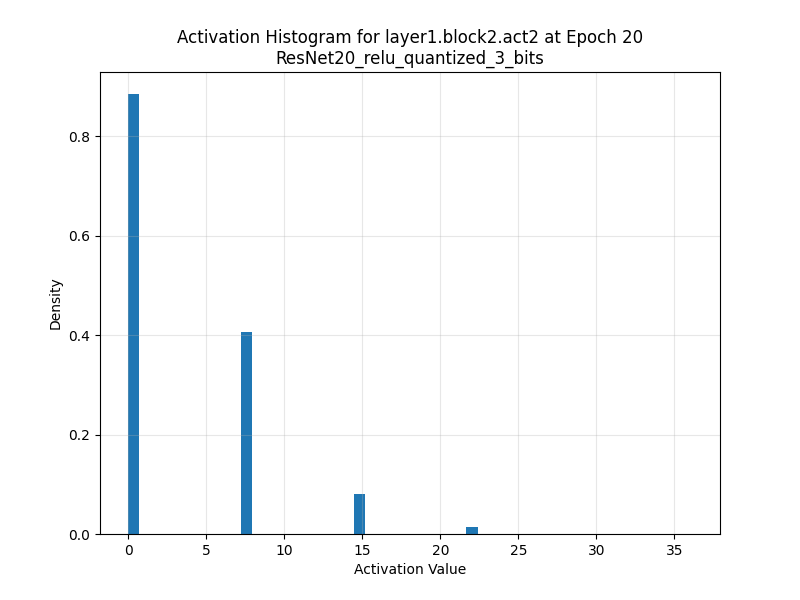 Activation Histogram for layer1.block2.act2 at Epoch 20
ResNet20_relu_quantized_3_bits
Density
0.8
0.6
0.4
0.2
0.0
0 5 10 15 20 25 30 35
Activation Value